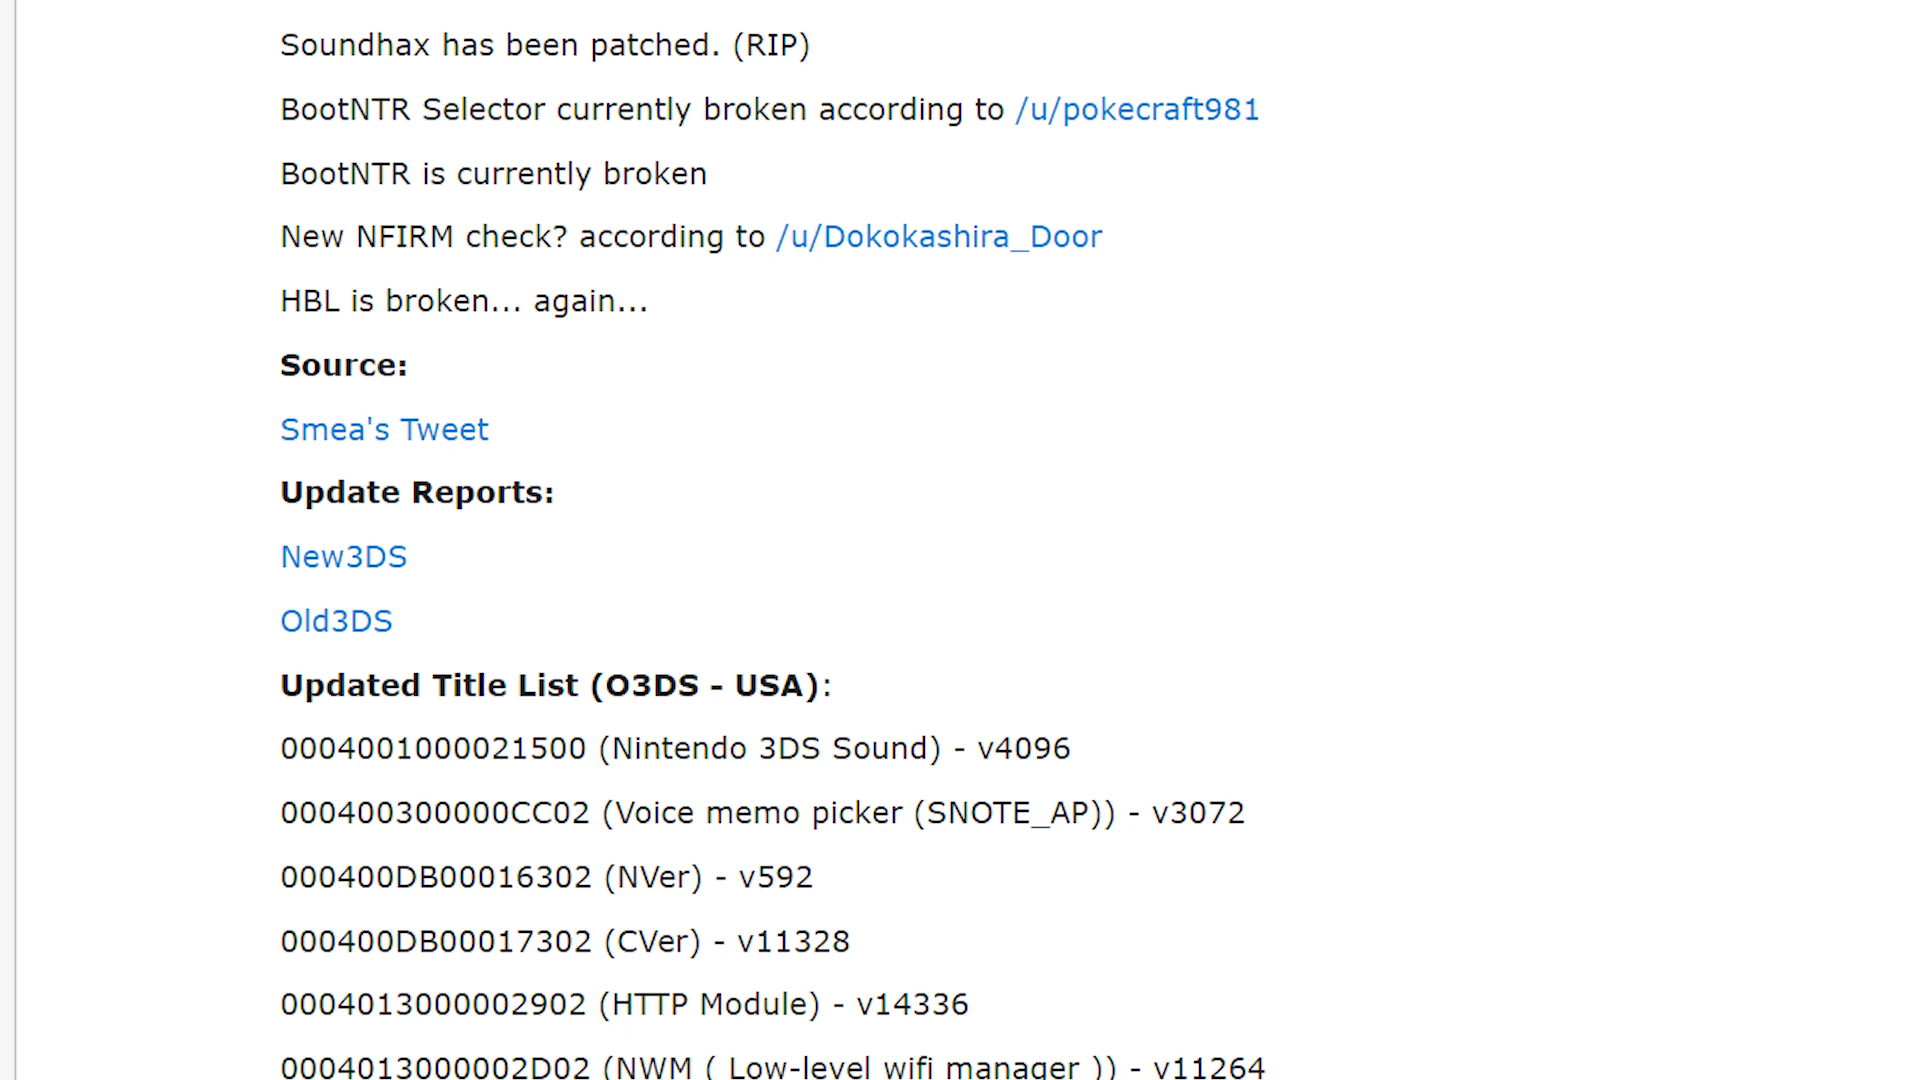 Soundhax has been patched. (RIP)
BootNTR Selector currently broken according to /u/pokecraft981
BootNTR is currently broken
New NFIRM check? according to /u/Dokokashira_Door
HBL is broken... again...
Source:
Smea's Tweet
Update Reports:
New3DS
Old3DS
Updated Title List (O3DS - USA):
0004001000021500 (Nintendo 3DS Sound) - v4096
000400300000CC02 (Voice memo picker (SNOTE_AP)) - v3072
000400DB00016302 (NVer) - v592
000400DB00017302 (CVer) - v11328
0004013000002902 (HTTP Module) - v14336
0004013000002D02 (NWM ( Low-level wifi manager )) - v11264